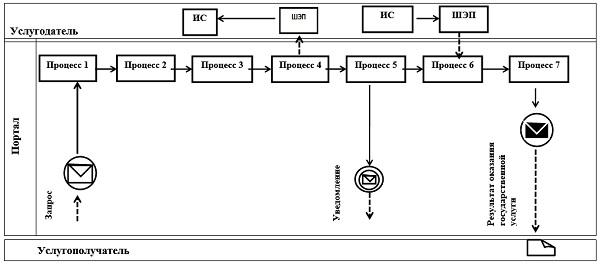 ИС
ШЭП
ИС
ШЭП
Услугодатель
Процесс 1
Процесс 2
Процесс 3
Процесс 4
Процесс 5
Процесс 6
Процесс 7
Портал
Запрос
Уведомление
Результат оказания
государственной
услуги
Услугополучатель